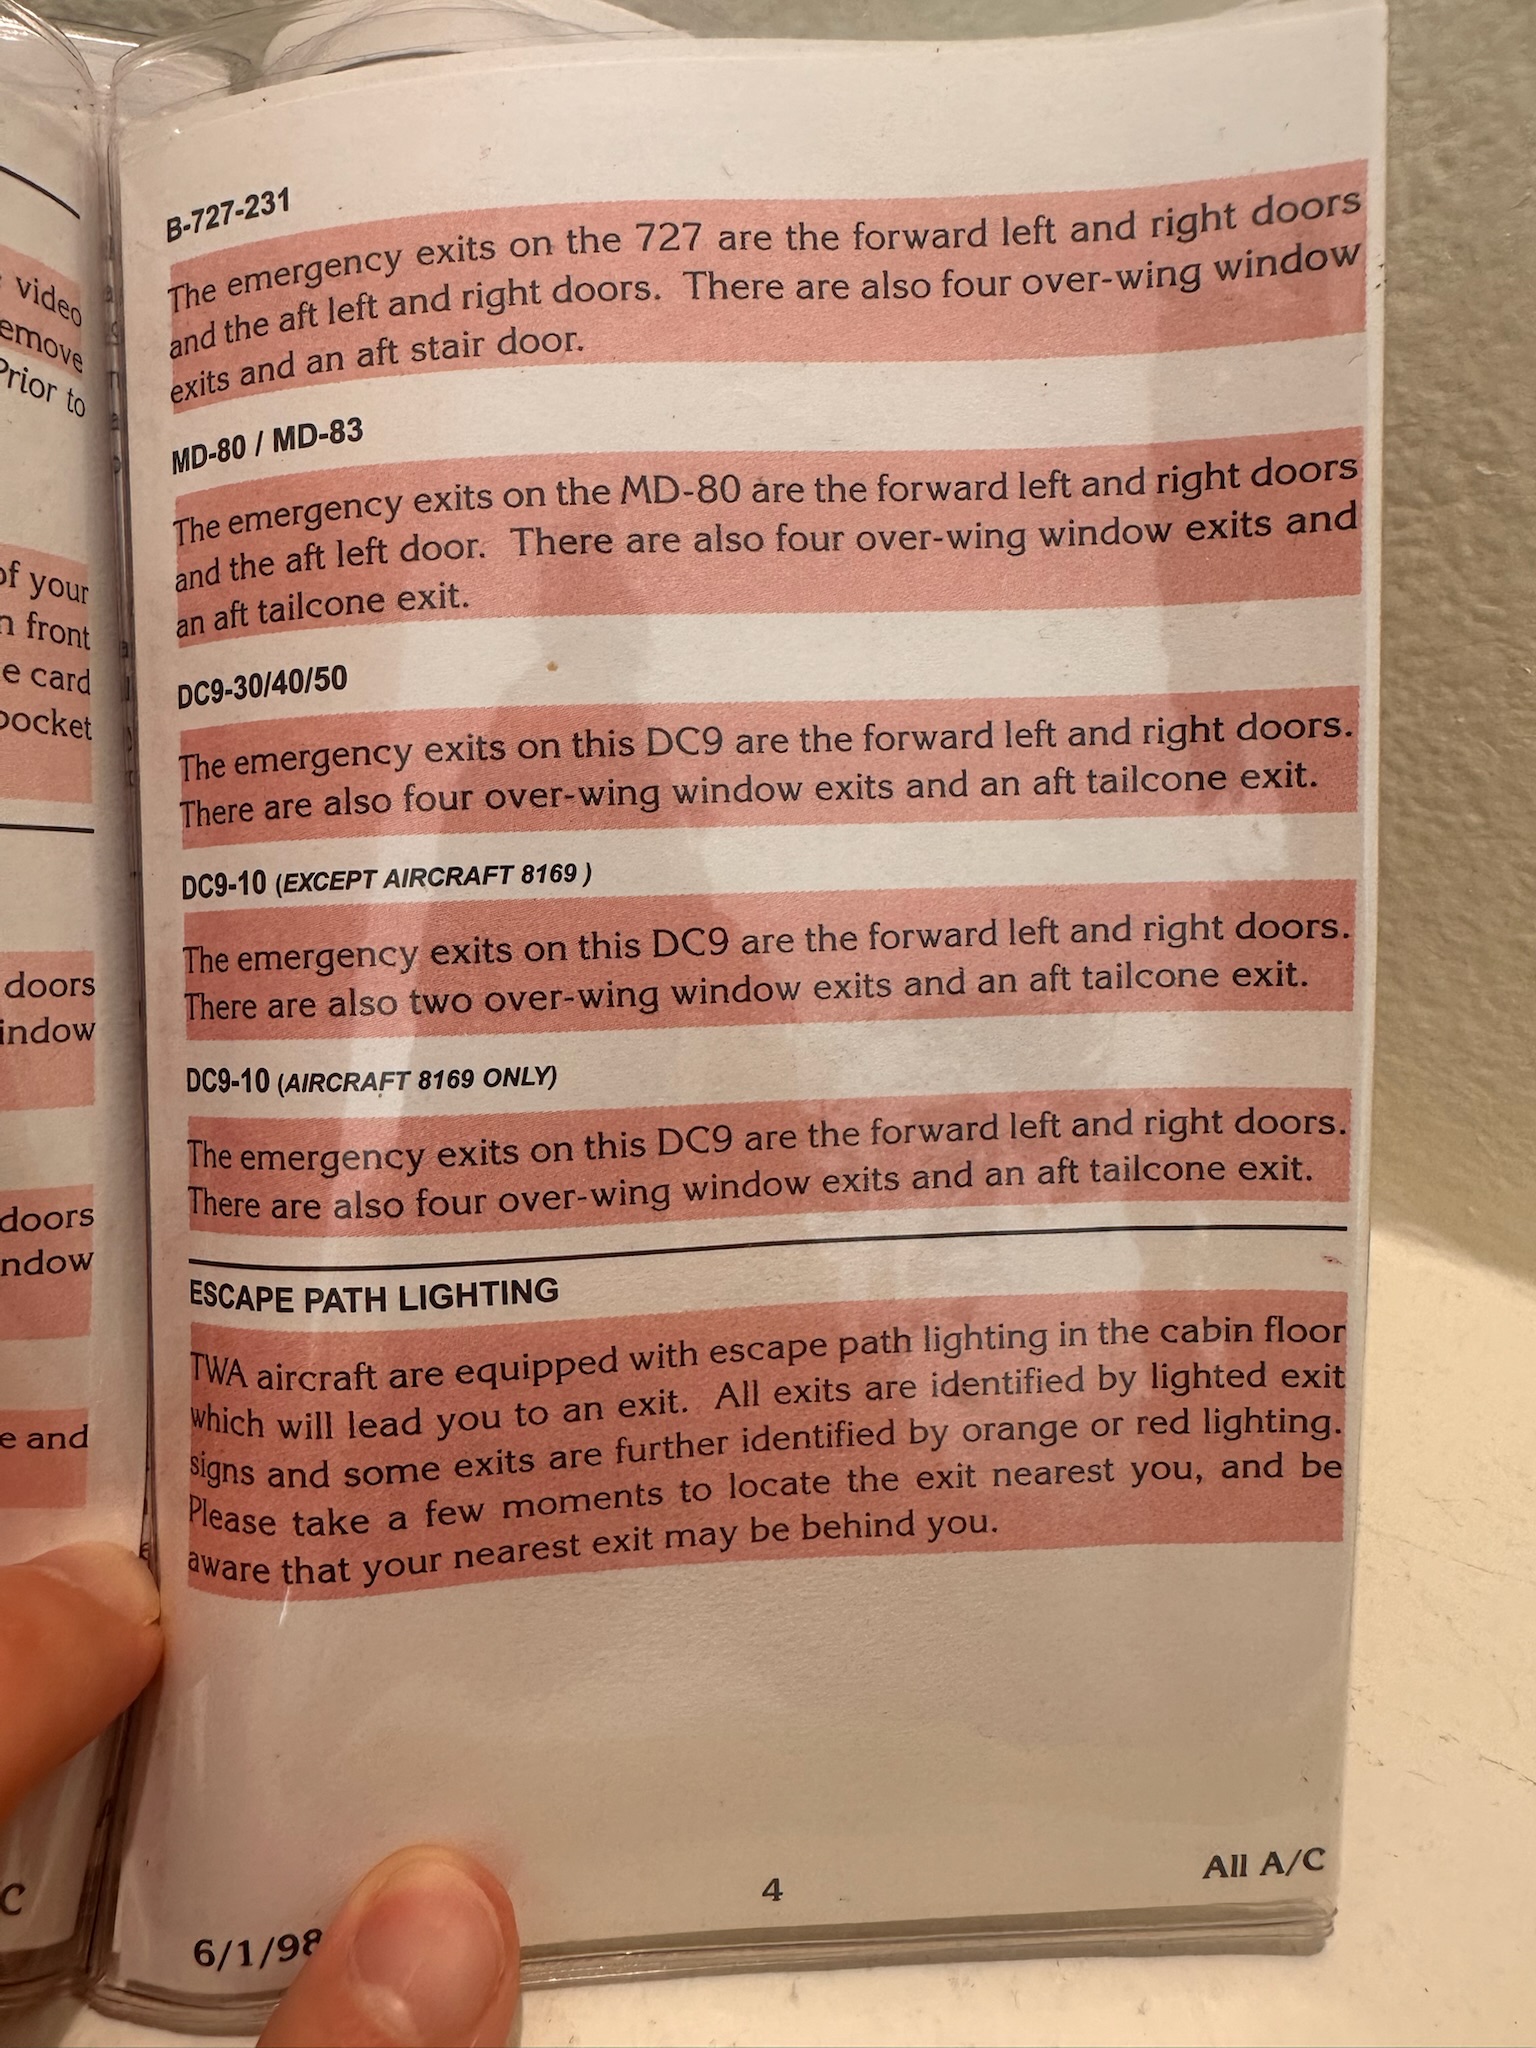 video
emove
Prior to
of your
n front
e card
pocket
doors
indow
doors
ndow
e and
C
B-727-231
The emergency exits on the 727 are the forward left and right doors
and the aft left and right doors. There are also four over-wing window
exits and an aft stair door.
MD-80 / MD-83
The emergency exits on the MD-80 are the forward left and right doors
and the aft left door. There are also four over-wing window exits and
an aft tailcone exit.
DC9-30/40/50
The emergency exits on this DC9 are the forward left and right doors.
There are also four over-wing window exits and an aft tailcone exit.
DC9-10 (EXCEPT AIRCRAFT 8169 )
The emergency exits on this DC9 are the forward left and right doors.
There are also two over-wing window exits and an aft tailcone exit.
DC9-10 (AIRCRAFT 8169 ONLY)
The emergency exits on this DC9 are the forward left and right doors.
There are also four over-wing window exits and an aft tailcone exit.
ESCAPE PATH LIGHTING
TWA aircraft are equipped with escape path lighting in the cabin floor
which will lead you to an exit. All exits are identified by lighted exit
signs and some exits are further identified by orange or red lighting.
Please take a few moments to locate the exit nearest you, and be
aware that your nearest exit may be behind you.
All A/C
4
6/1/98